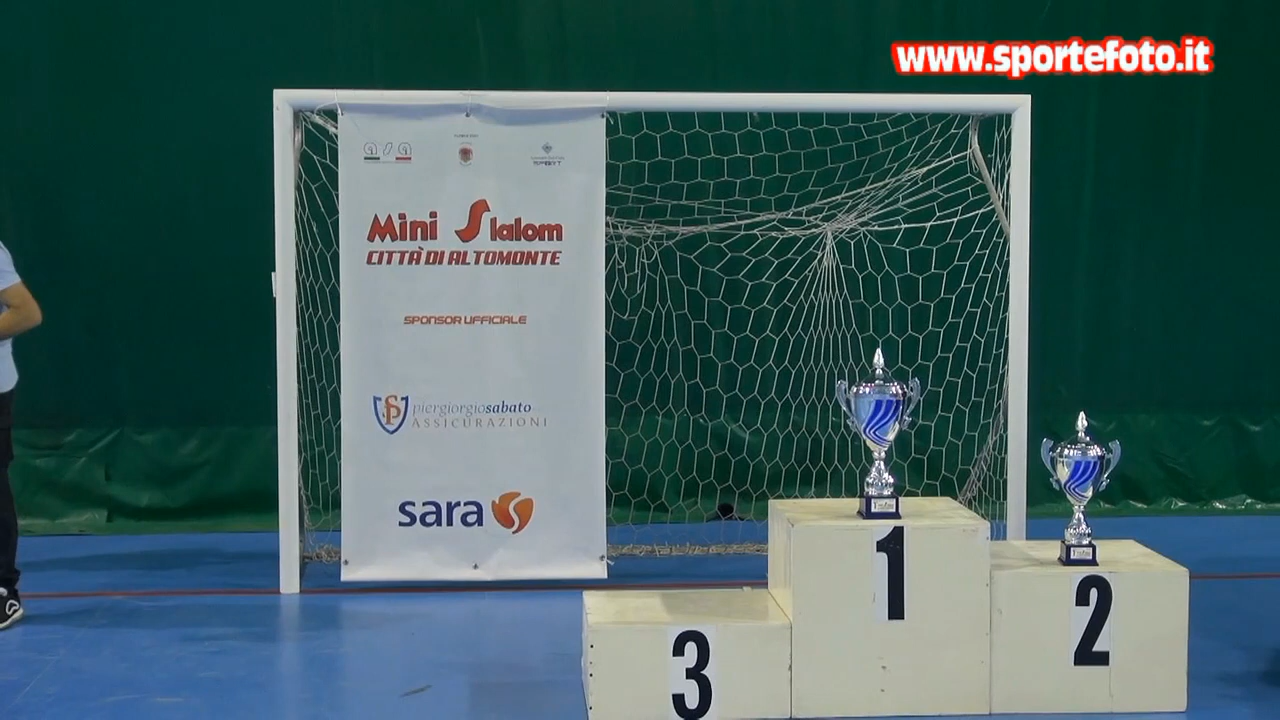 www.sportefoto.it
Mini Slalom
CITTÀ DI ALTOMONTE
SPONSOR UFFICIALE
piergiorgiosabato
ASSICURAZIONI
sara
1
2
3